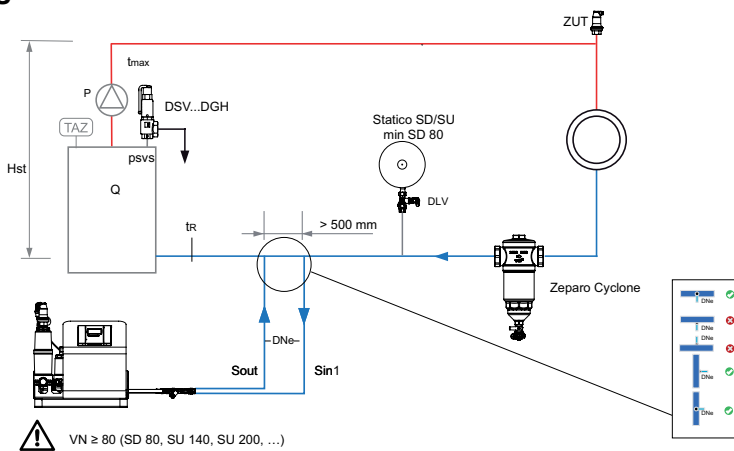 ZUT
tmax
P
DSV...DGH
TAZ
psvs
Hst
Q
Statico SD/SU
min SD 80
DLV
tR
> 500 mm
Zeparo Cyclone
DNe
Sout
Sin1
DNe
DNe
DNe
DNe
DNe
VN ≥ 80 (SD 80, SU 140, SU 200, …)